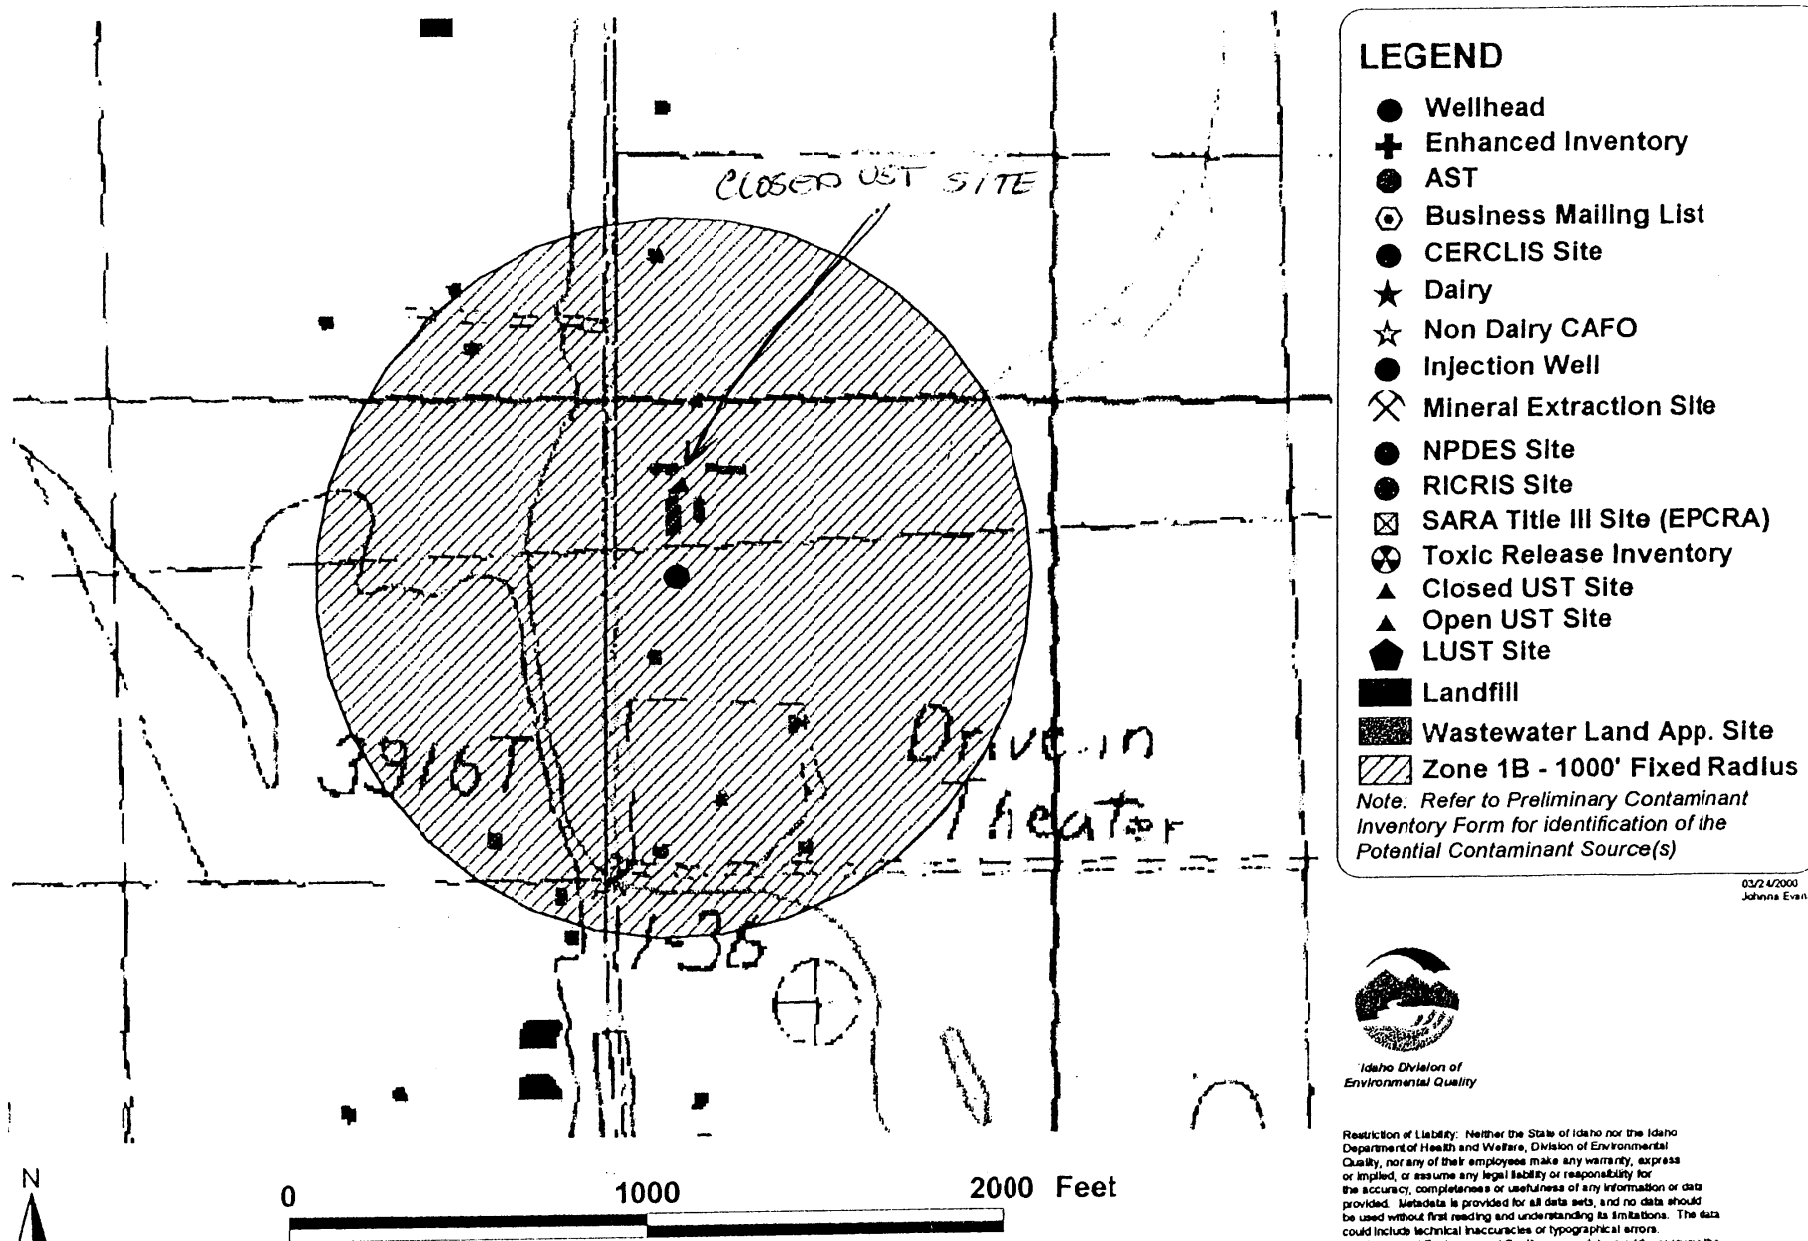 CLOSED UST SITE
3916T
Drive-in
Theater
I-36
N
0 1000 2000 Feet
LEGEND
Wellhead
Enhanced Inventory
AST
Business Mailing List
CERCLIS Site
Dairy
Non Dairy CAFO
Injection Well
Mineral Extraction Site
NPDES Site
RICRIS Site
SARA Title III Site (EPCRA)
Toxic Release Inventory
Closed UST Site
Open UST Site
LUST Site
Landfill
Wastewater Land App. Site
Zone 1B - 1000' Fixed Radius
Note: Refer to Preliminary Contaminant
Inventory Form for identification of the
Potential Contaminant Source(s)
03/24/2000
Johnna Evan
Idaho Division of
Environmental Quality
Restriction of Liability: Neither the State of Idaho nor the Idaho
Department of Health and Welfare, Division of Environmental
Quality, nor any of their employees make any warranty, express
or implied, or assume any legal liability or responsibility for
the accuracy, completeness or usefulness of any information or data
provided. Metadata is provided for all data sets, and no data should
be used without first reading and understanding its limitations. The data
could include technical inaccuracies or typographical errors.